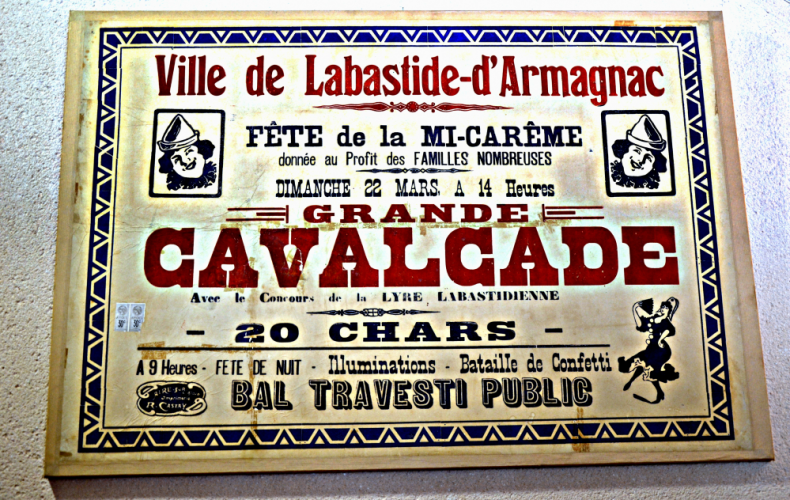 Ville de Labastide-d'Armagnac
FÊTE de la MI-CARÊME
donnée au Profit des FAMILLES NOMBREUSES
DIMANCHE 22 MARS, A 14 Heures
GRANDE
CAVALCADE
Avec le Concours de la LYRE LABASTIDIENNE
- 20 CHARS -
A 9 Heures - FETE DE NUIT - Illuminations - Bataille de Confetti
BAL TRAVESTI PUBLIC